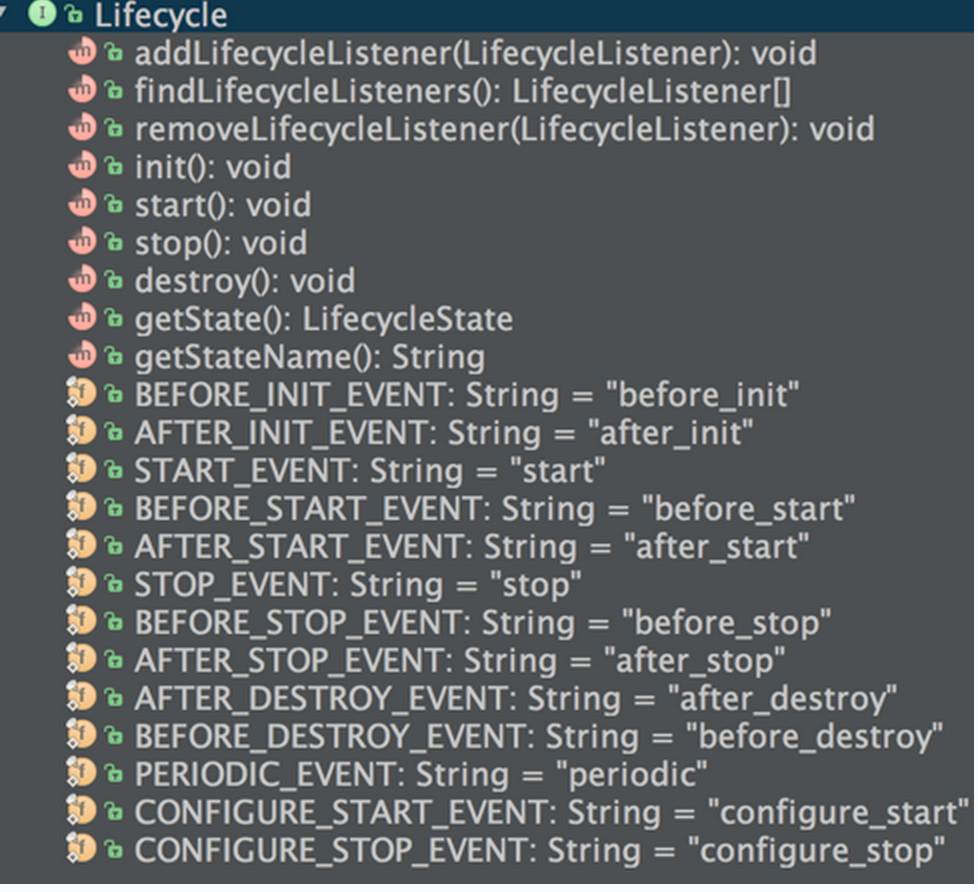 Lifecycle
addLifecycleListener(LifecycleListener): void
findLifecycleListeners(): LifecycleListener[]
removeLifecycleListener(LifecycleListener): void
init(): void
start(): void
stop(): void
destroy(): void
getState(): LifecycleState
getStateName(): String
BEFORE_INIT_EVENT: String = "before_init"
AFTER_INIT_EVENT: String = "after_init"
START_EVENT: String = "start"
BEFORE_START_EVENT: String = "before_start"
AFTER_START_EVENT: String = "after_start"
STOP_EVENT: String = "stop"
BEFORE_STOP_EVENT: String = "before_stop"
AFTER_STOP_EVENT: String = "after_stop"
AFTER_DESTROY_EVENT: String = "after_destroy"
BEFORE_DESTROY_EVENT: String = "before_destroy"
PERIODIC_EVENT: String = "periodic"
CONFIGURE_START_EVENT: String = "configure_start"
CONFIGURE_STOP_EVENT: String = "configure_stop"